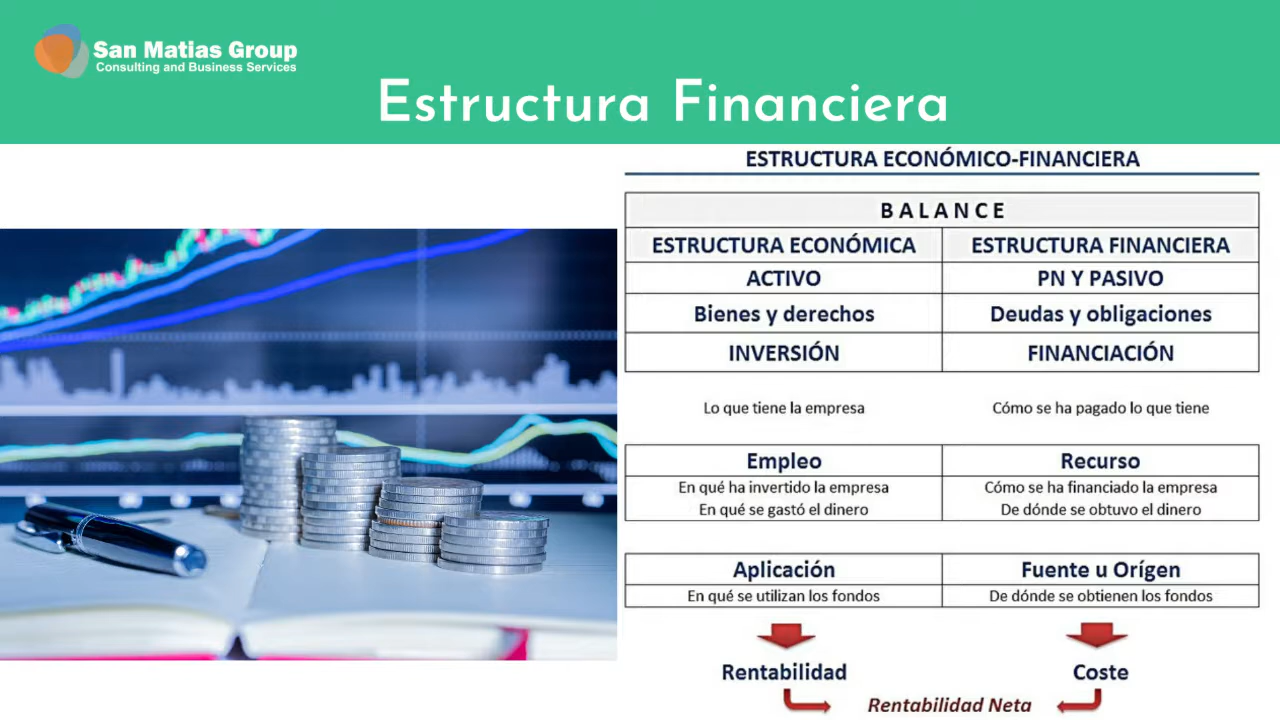 San Matias Group
Consulting and Business Services
Estructura Financiera
ESTRUCTURA ECONÓMICO-FINANCIERA
BALANCE
ESTRUCTURA ECONÓMICA ESTRUCTURA FINANCIERA
ACTIVO PN Y PASIVO
Bienes y derechos Deudas y obligaciones
INVERSIÓN FINANCIACIÓN
Lo que tiene la empresa Cómo se ha pagado lo que tiene
Empleo Recurso
En qué ha invertido la empresa Cómo se ha financiado la empresa
En qué se gastó el dinero De dónde se obtuvo el dinero
Aplicación Fuente u Orígen
En qué se utilizan los fondos De dónde se obtienen los fondos
Rentabilidad Coste
Rentabilidad Neta